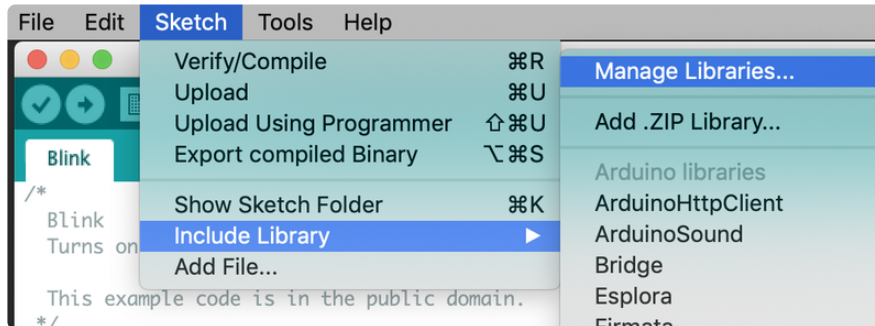 File Edit Sketch Tools Help
Verify/Compile ⌘R
Upload ⌘U
Upload Using Programmer ⇧⌘U
Export compiled Binary ⌥⌘S
Show Sketch Folder ⌘K
Include Library ▶
Add File...
Manage Libraries...
Add .ZIP Library...
Arduino libraries
ArduinoHttpClient
ArduinoSound
Bridge
Esplora
Firmata
Blink
/*
Blink
Turns on
This example code is in the public domain.
*/